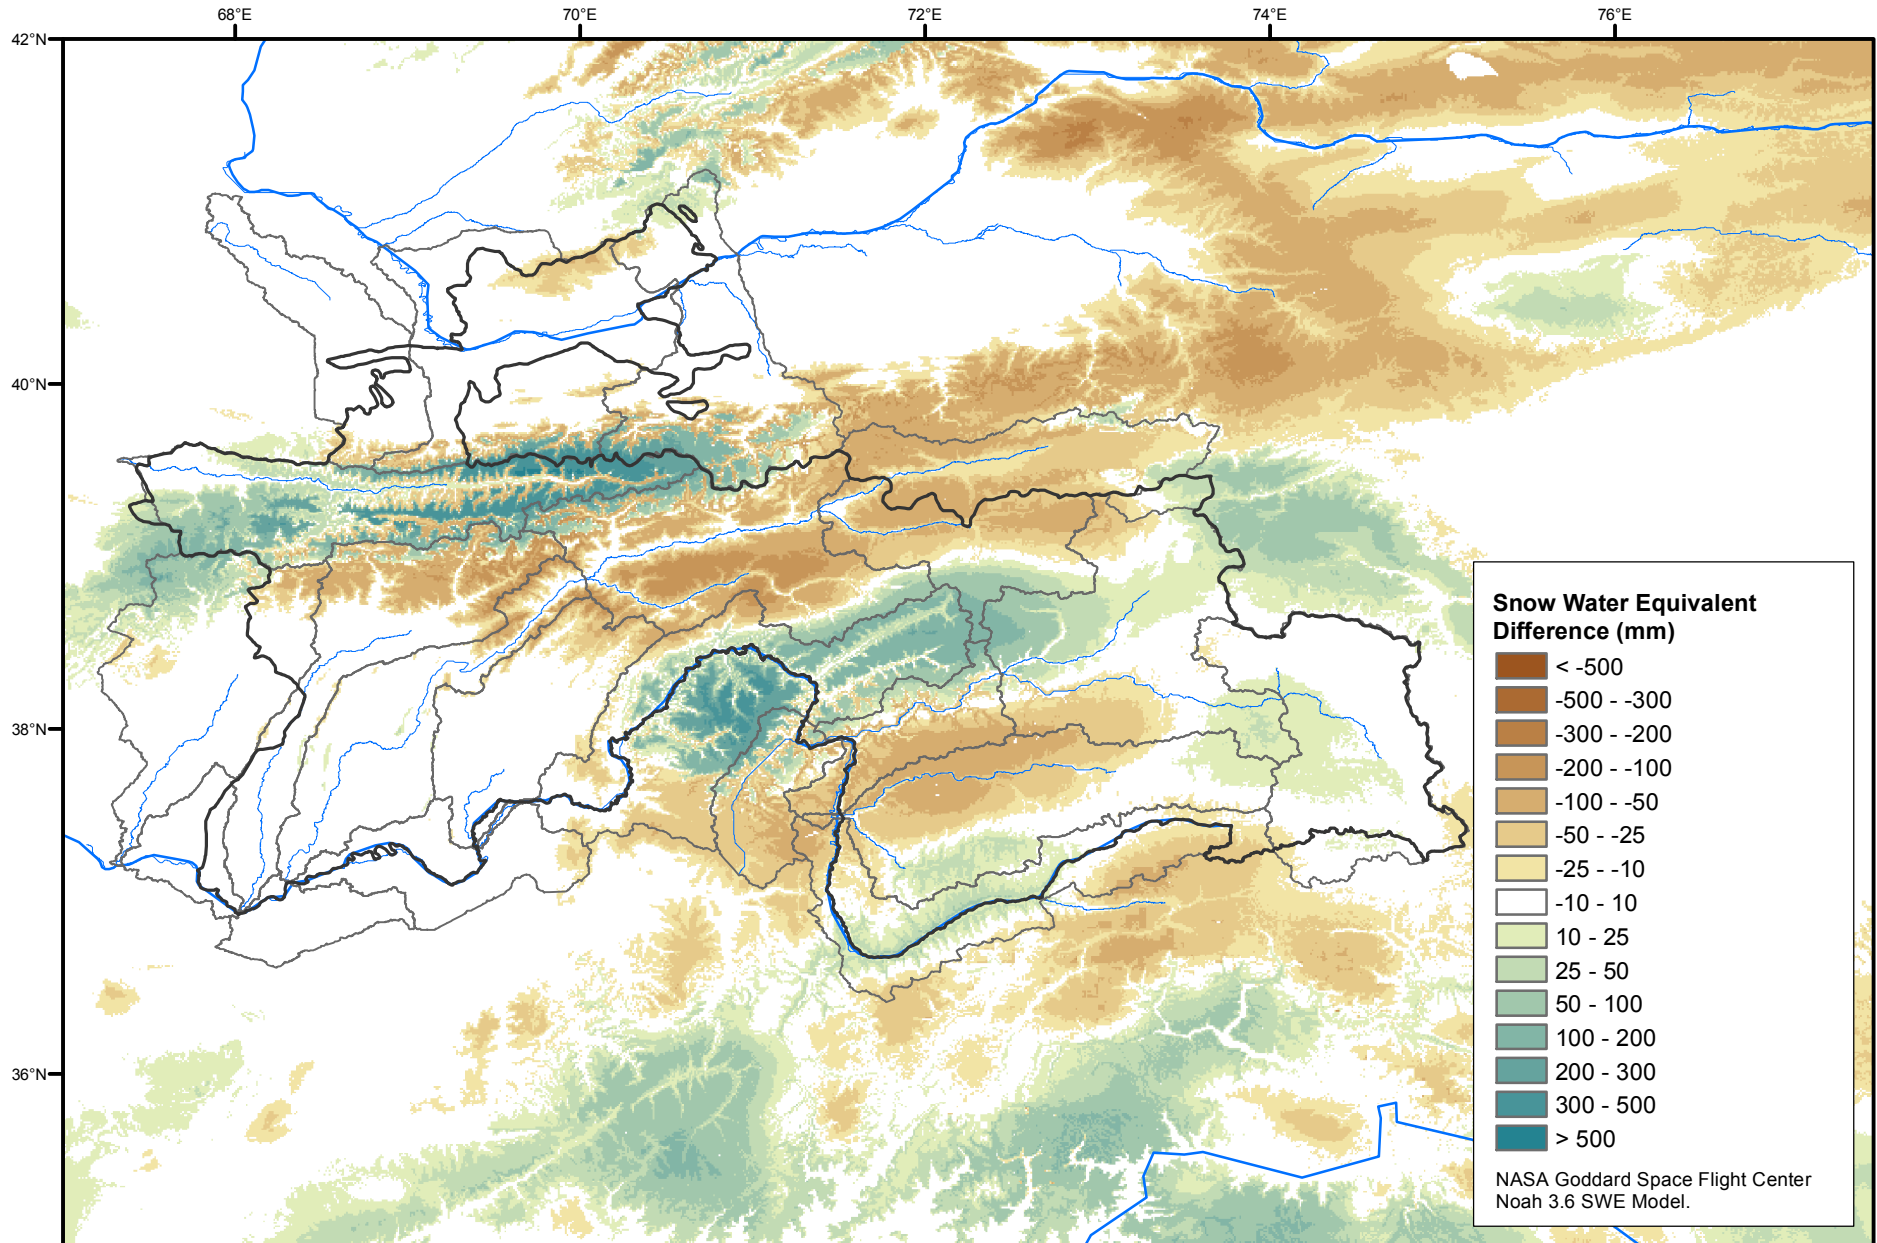 68°E 70°E 72°E 74°E 76°E
42°N
40°N
38°N
36°N
Snow Water Equivalent
Difference (mm)
< -500
-500 - -300
-300 - -200
-200 - -100
-100 - -50
-50 - -25
-25 - -10
-10 - 10
10 - 25
25 - 50
50 - 100
100 - 200
200 - 300
300 - 500
> 500
NASA Goddard Space Flight Center
Noah 3.6 SWE Model.